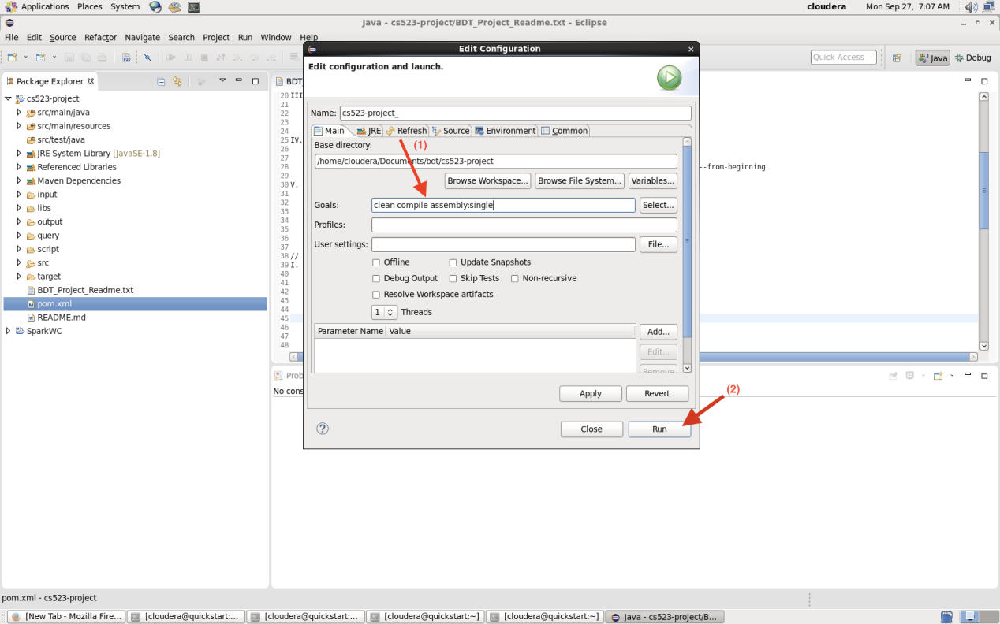 Applications Places System cloudera Mon Sep 27, 7:07 AM
Java - cs523-project/BDT_Project_Readme.txt - Eclipse
File Edit Source Refactor Navigate Search Project Run Window Help
Quick Access Java Debug
Package Explorer
cs523-project
src/main/java
src/main/resources
src/test/java
JRE System Library [JavaSE-1.8]
Referenced Libraries
Maven Dependencies
input
libs
output
query
script
src
target
BDT_Project_Readme.txt
pom.xml
README.md
SparkWC
BDT
20 III
21
22
23
24
25 IV.
26
27
28
29
30 V.
31
32
33
34
35
36
37
38 //
39 I.
40
41
42
43
44
45
46
47
48
--from-beginning
Edit Configuration
Edit configuration and launch.
Name: cs523-project_
Main JRE Refresh Source Environment Common
(1)
Base directory:
/home/cloudera/Documents/bdt/cs523-project
Browse Workspace... Browse File System... Variables...
Goals: clean compile assembly:single Select...
Profiles:
User settings: File...
Offline Update Snapshots
Debug Output Skip Tests Non-recursive
Resolve Workspace artifacts
1 Threads
Parameter Name Value Add...
Edit...
Remove
Apply Revert
(2)
Close Run
Prob
No cons
pom.xml - cs523-project
[New Tab - Mozilla Fire... [cloudera@quickstart:... [cloudera@quickstart:... [cloudera@quickstart:~] [cloudera@quickstart:~] Java - cs523-project/B...